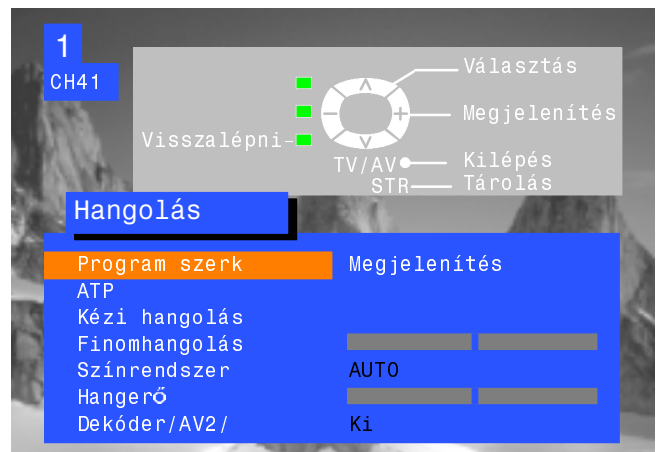 1
CH41
Választás
Megjelenítés
Visszalépni
TV/AV
Kilépés
STR
Tárolás
Hangolás
Program szerk Megjelenítés
ATP
Kézi hangolás
Finomhangolás
Színrendszer AUTO
Hangerő
Dekóder/AV2/ Ki